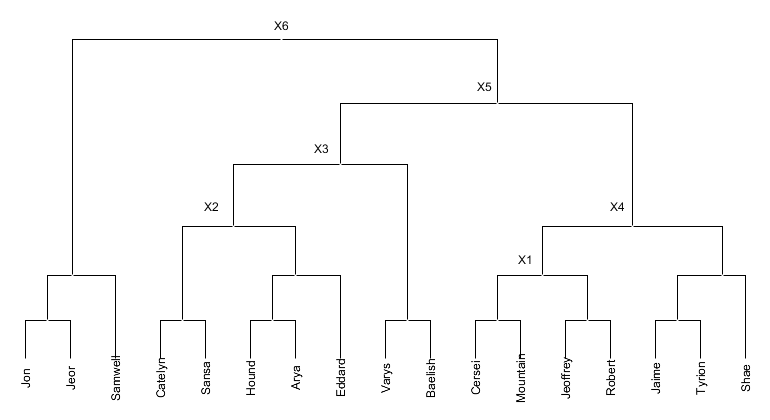 X6
X5
X3
X2
X4
X1
Jon
Jeor
Samwell
Catelyn
Sansa
Hound
Arya
Eddard
Varys
Baelish
Cersei
Mountain
Jeoffrey
Robert
Jaime
Tyrion
Shae